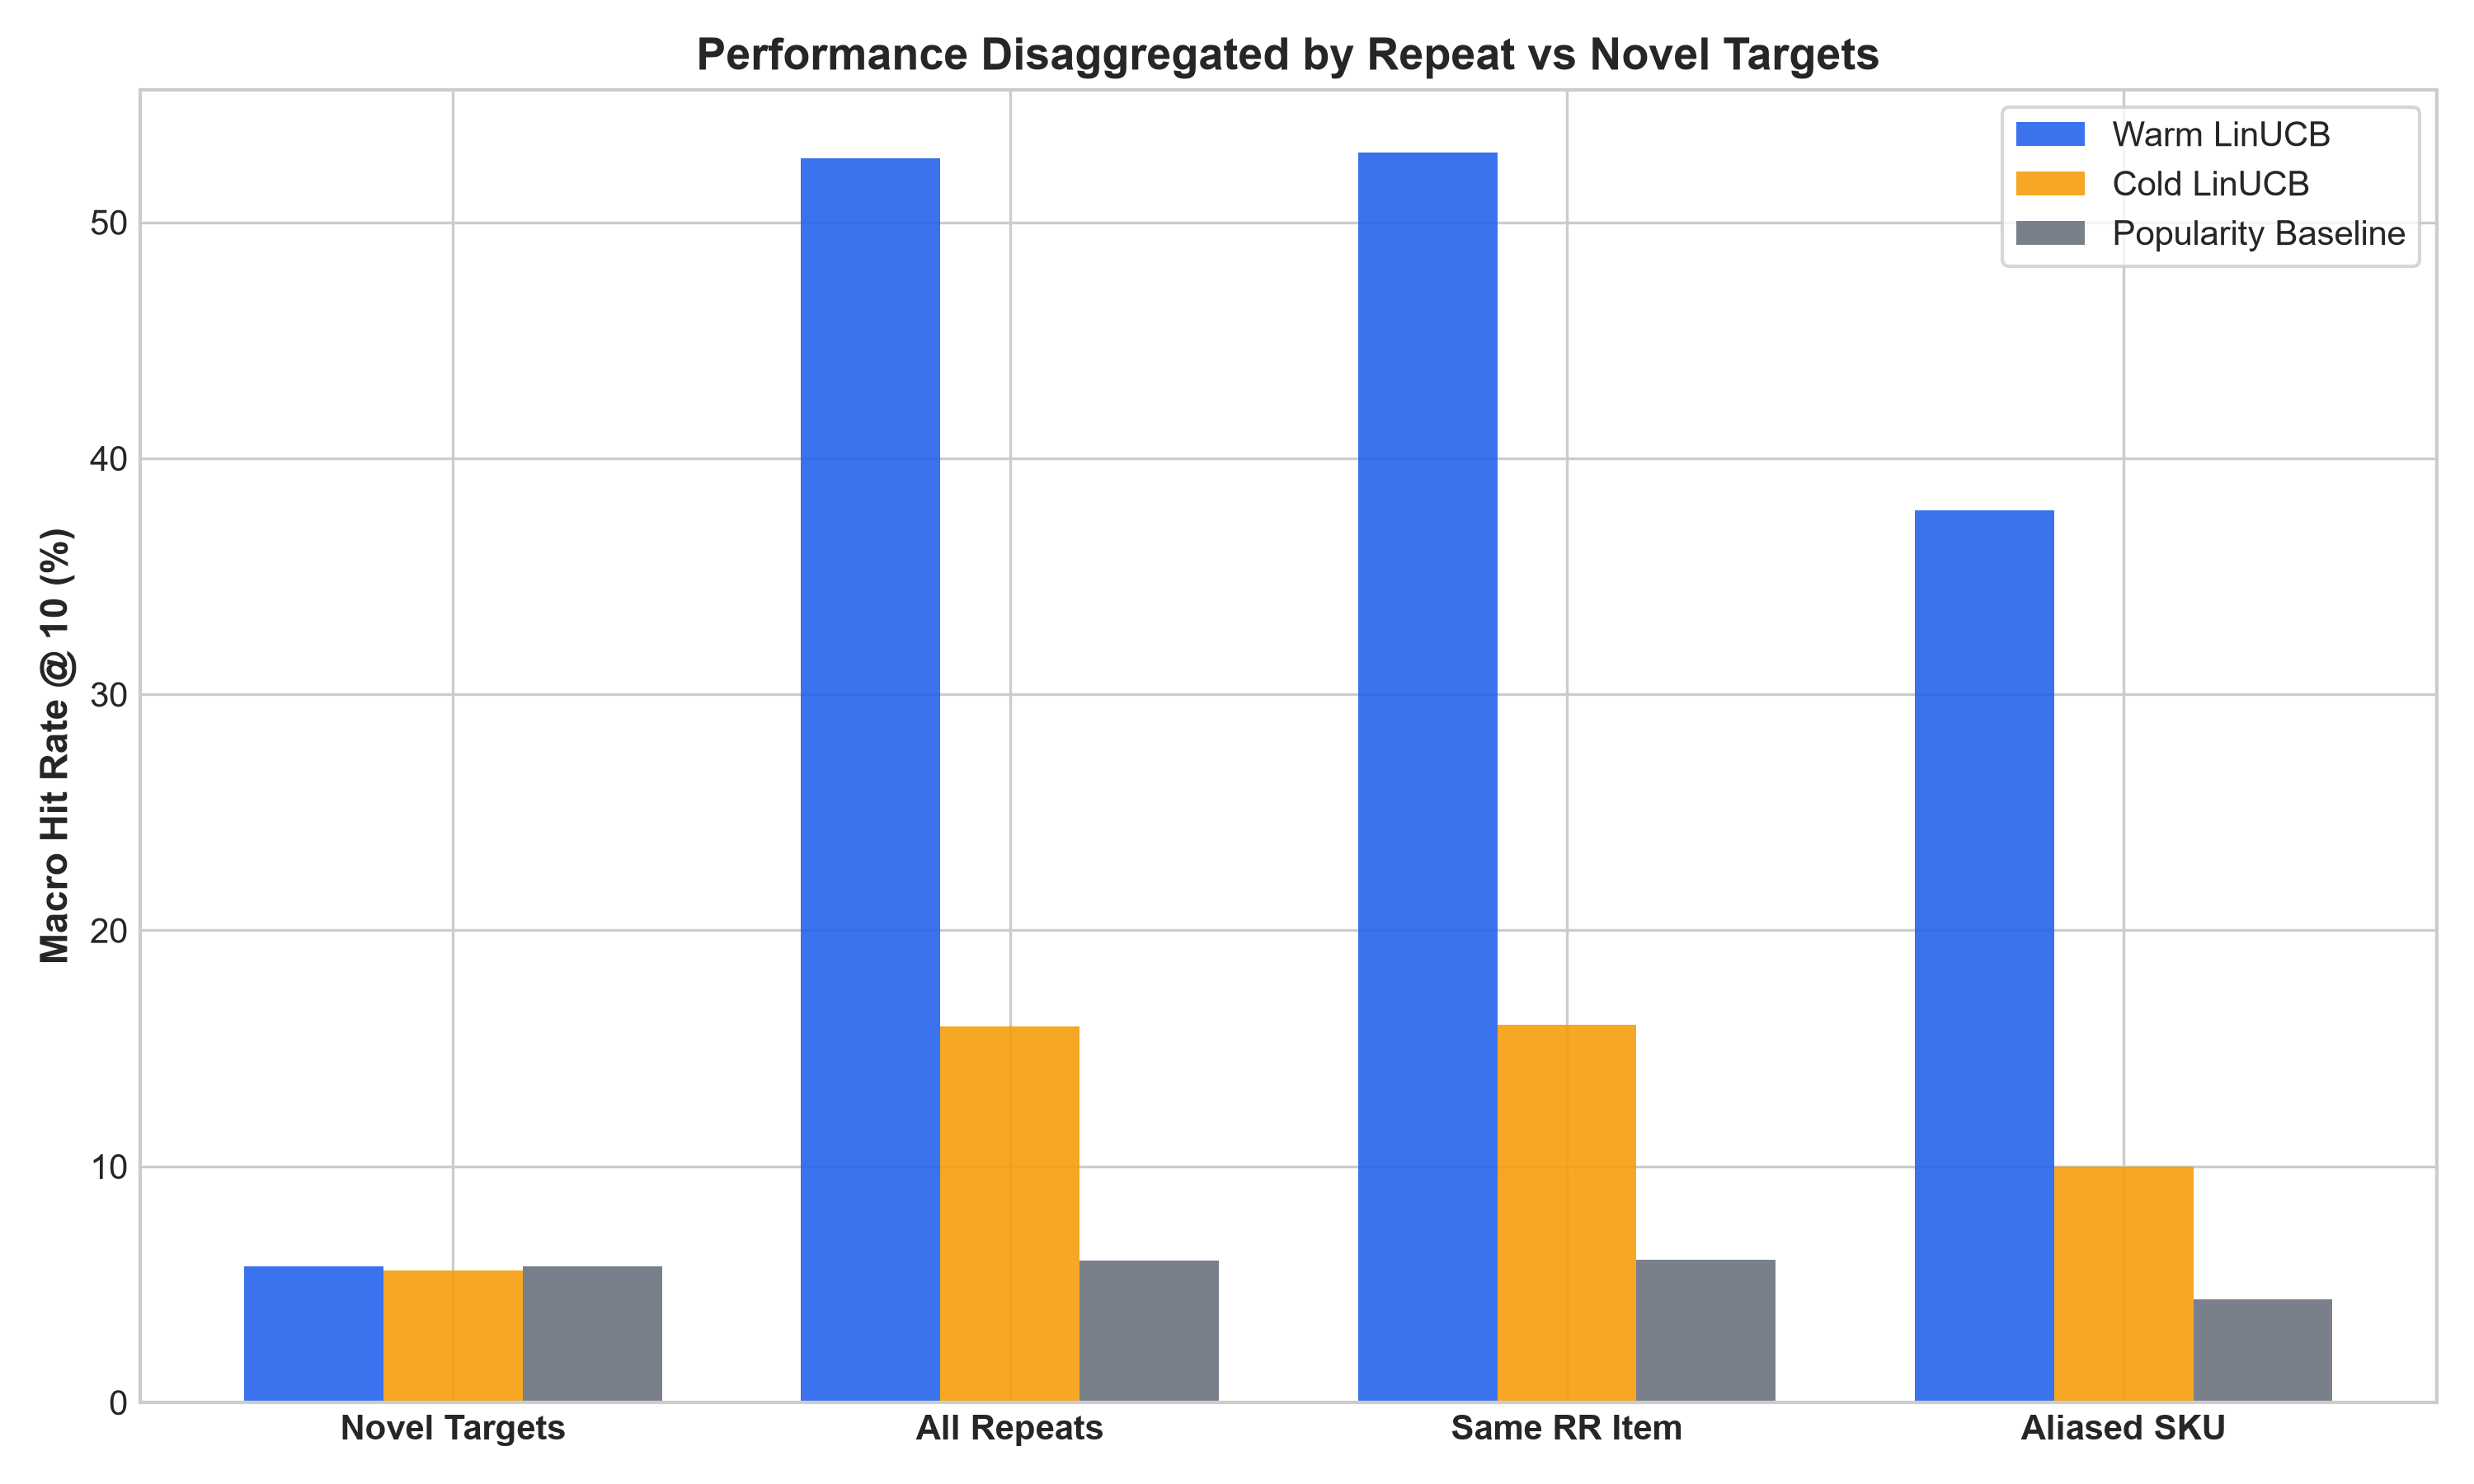 Performance Disaggregated by Repeat vs Novel Targets
Warm LinUCB
Cold LinUCB
Popularity Baseline
Macro Hit Rate @ 10 (%)
50
40
30
20
10
0
Novel Targets
All Repeats
Same RR Item
Aliased SKU